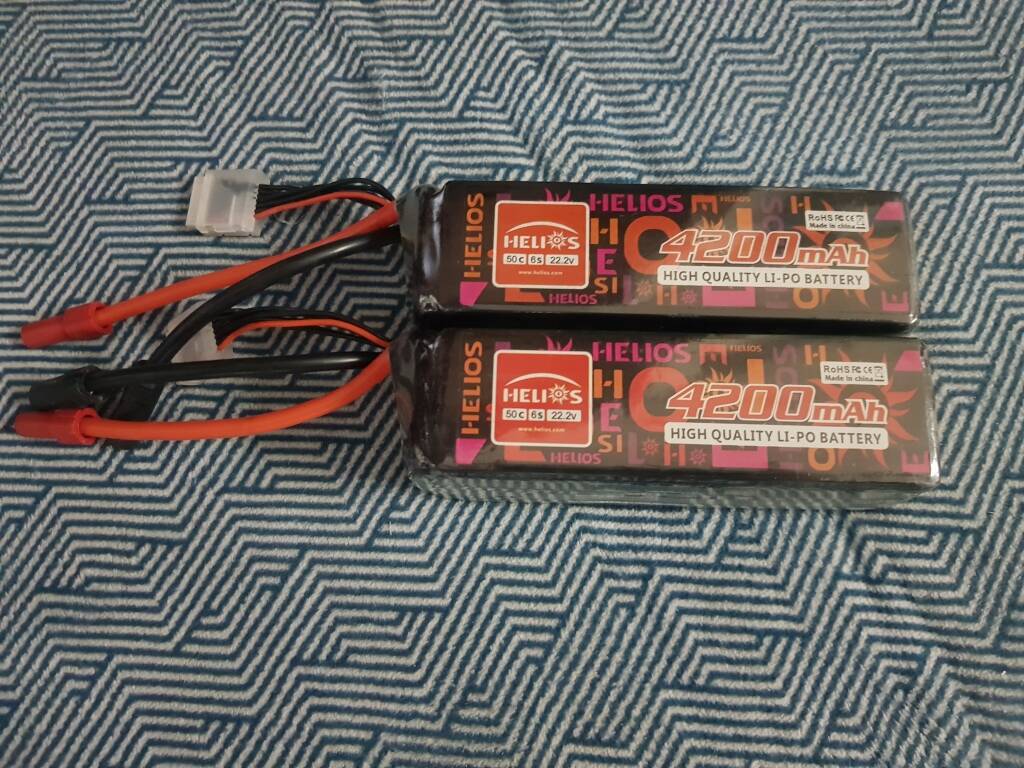 HELIOS
HELIOS
HELIOS
HELIOS
50c 6s 22.2v
www.helios.com
HELIOS
RoHS FC CE
Made in china
4200mAh
HIGH QUALITY LI-PO BATTERY
HELIOS
HELIOS
HELIOS
HELIOS
50c 6s 22.2v
www.helios.com
HELIOS
RoHS FC CE
Made in china
4200mAh
HIGH QUALITY LI-PO BATTERY